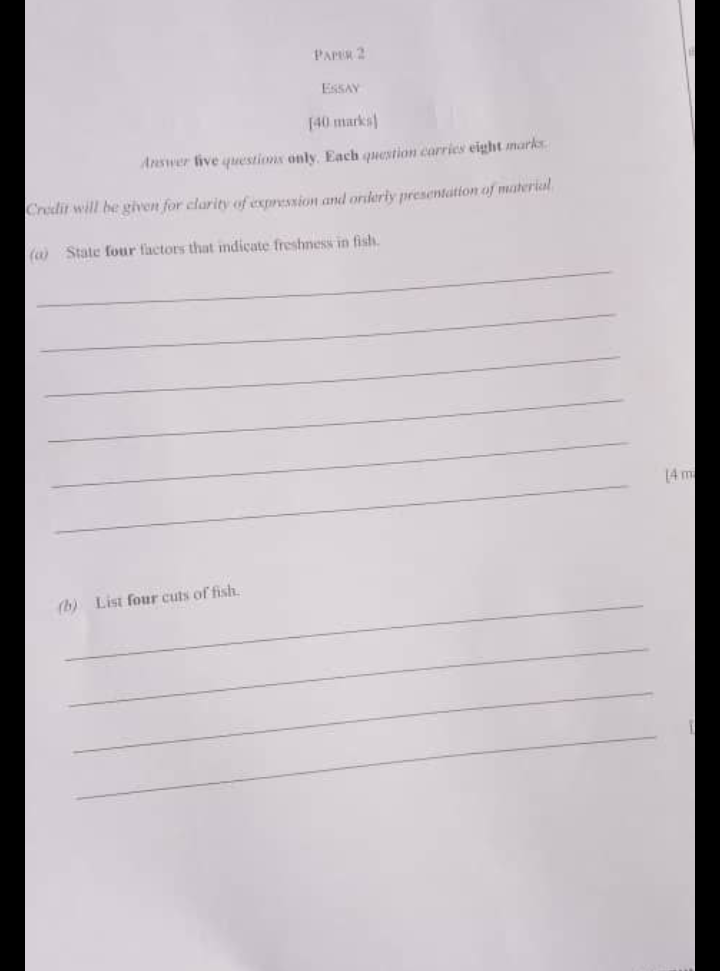 PAPER 2
ESSAY
[40 marks]
Answer five questions only. Each question carries eight marks.
Credit will be given for clarity of expression and orderly presentation of material.
(a) State four factors that indicate freshness in fish.
[4
(b) List four cuts of fish.